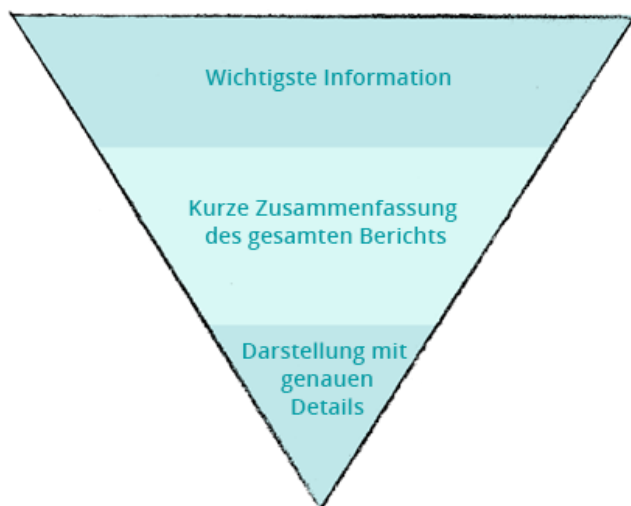 Wichtigste Information
Kurze Zusammenfassung
des gesamten Berichts
Darstellung mit
genauen
Details